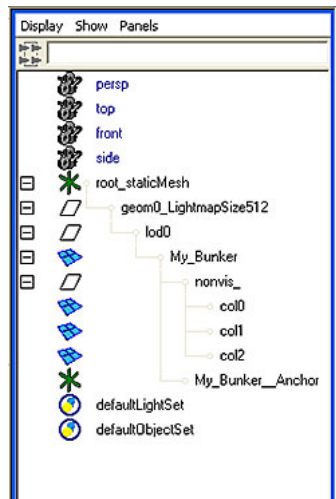 Display Show Panels
persp
top
front
side
root_staticMesh
geom0_LightmapSize512
lod0
My_Bunker
nonvis_
col0
col1
col2
My_Bunker__Anchor
defaultLightSet
defaultObjectSet